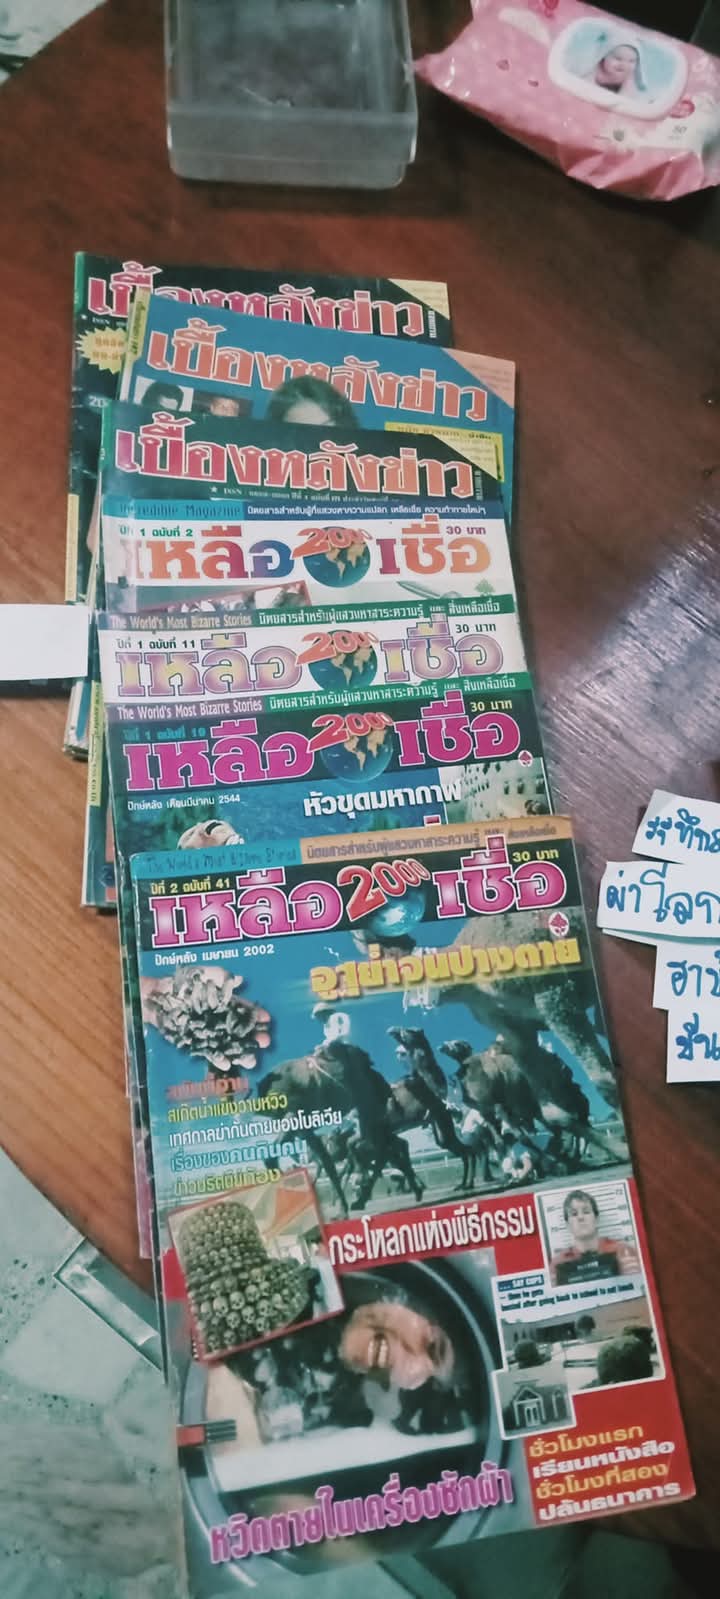 เบื้องหลังข่าว
เบื้องหลังข่าว
เบื้องหลังข่าว
Incredible Magazine นิตยสารสำหรับผู้ที่แสวงหาความแปลก เหลือเชื่อ ความท้าทายใหม่ๆ
ปีที่ 1 ฉบับที่ 2
30 บาท
เหลือ 2000 เชื่อ
The World's Most Bizarre Stories นิตยสารสำหรับผู้แสวงหาสาระความรู้ และ สิ่งเหลือเชื่อ
ปีที่ 1 ฉบับที่ 11
30 บาท
เหลือ 2000 เชื่อ
The World's Most Bizarre Stories นิตยสารสำหรับผู้แสวงหาสาระความรู้ และ สิ่งเหลือเชื่อ
ปีที่ 1 ฉบับที่ 19
30 บาท
เหลือ 2000 เชื่อ
ปักษ์หลัง เดือนมีนาคม 2544
หัวขุดมหากาฬ
นิตยสารสำหรับผู้แสวงหาสาระความรู้ และ สิ่งเหลือเชื่อ
ปีที่ 2 ฉบับที่ 41
30 บาท
เหลือ 2000 เชื่อ
ปักษ์หลัง เมษายน 2002
อูฐย่ำจนปางตาย
สเก็ตน้ำแข็งวาบหวิว
เทศกาลฆ่ากันตายของโบลิเวีย
เรื่องของคนกินคน
กะโหลกแห่งพิธีกรรม
... SAY COPS
ชั่วโมงแรก
เรียนหนังสือ
ชั่วโมงที่สอง
ปล้นธนาคาร
หวิดตายในเครื่องซักผ้า